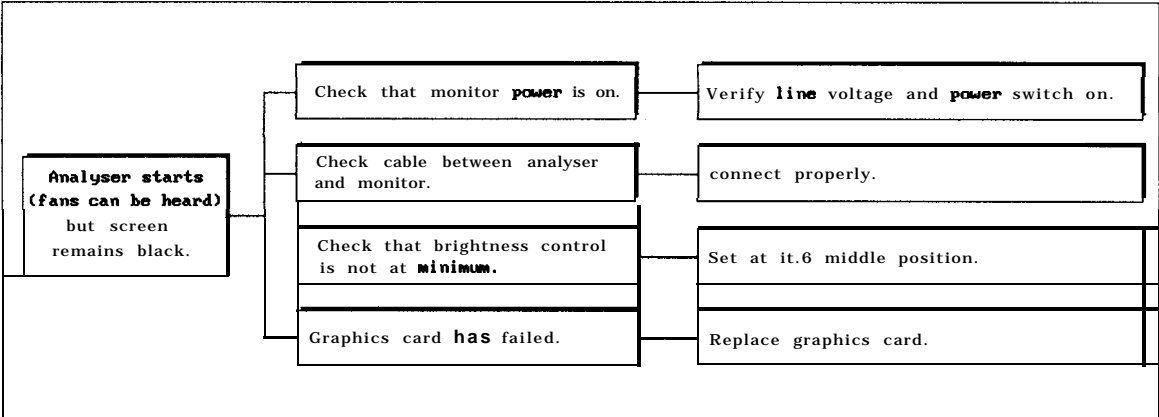 Check that monitor power is on.
Verify line voltage and power switch on.
Analyser starts
(fans can be heard)
but screen
remains black.
Check cable between analyser
and monitor.
connect properly.
Check that brightness control
is not at minimum.
Set at it.6 middle position.
Graphics card has failed.
Replace graphics card.